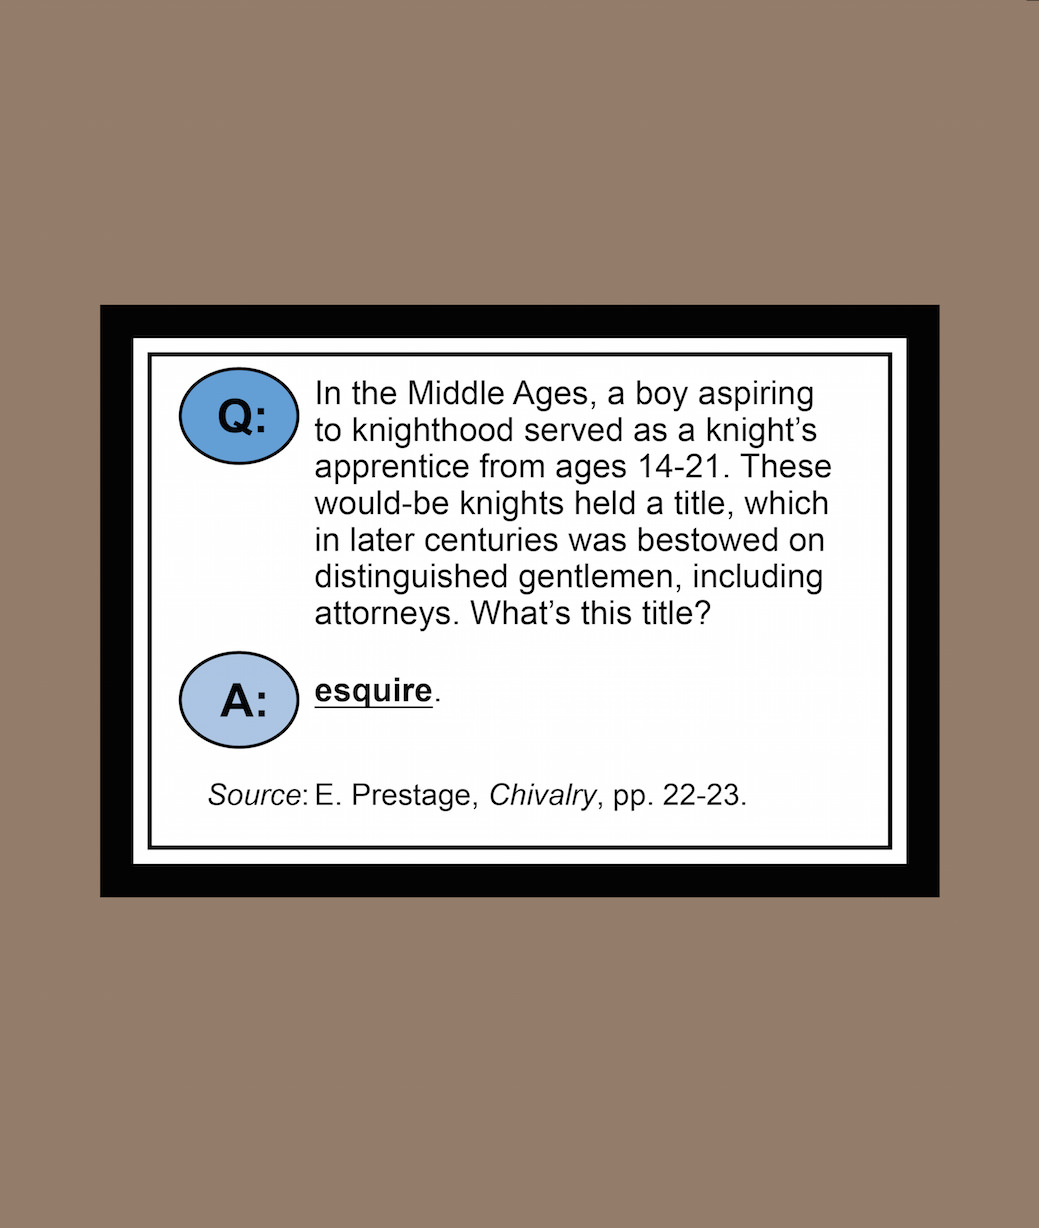 Q:
In the Middle Ages, a boy aspiring
to knighthood served as a knight’s
apprentice from ages 14-21. These
would-be knights held a title, which
in later centuries was bestowed on
distinguished gentlemen, including
attorneys. What’s this title?
A:
esquire.
Source: E. Prestage, Chivalry, pp. 22-23.